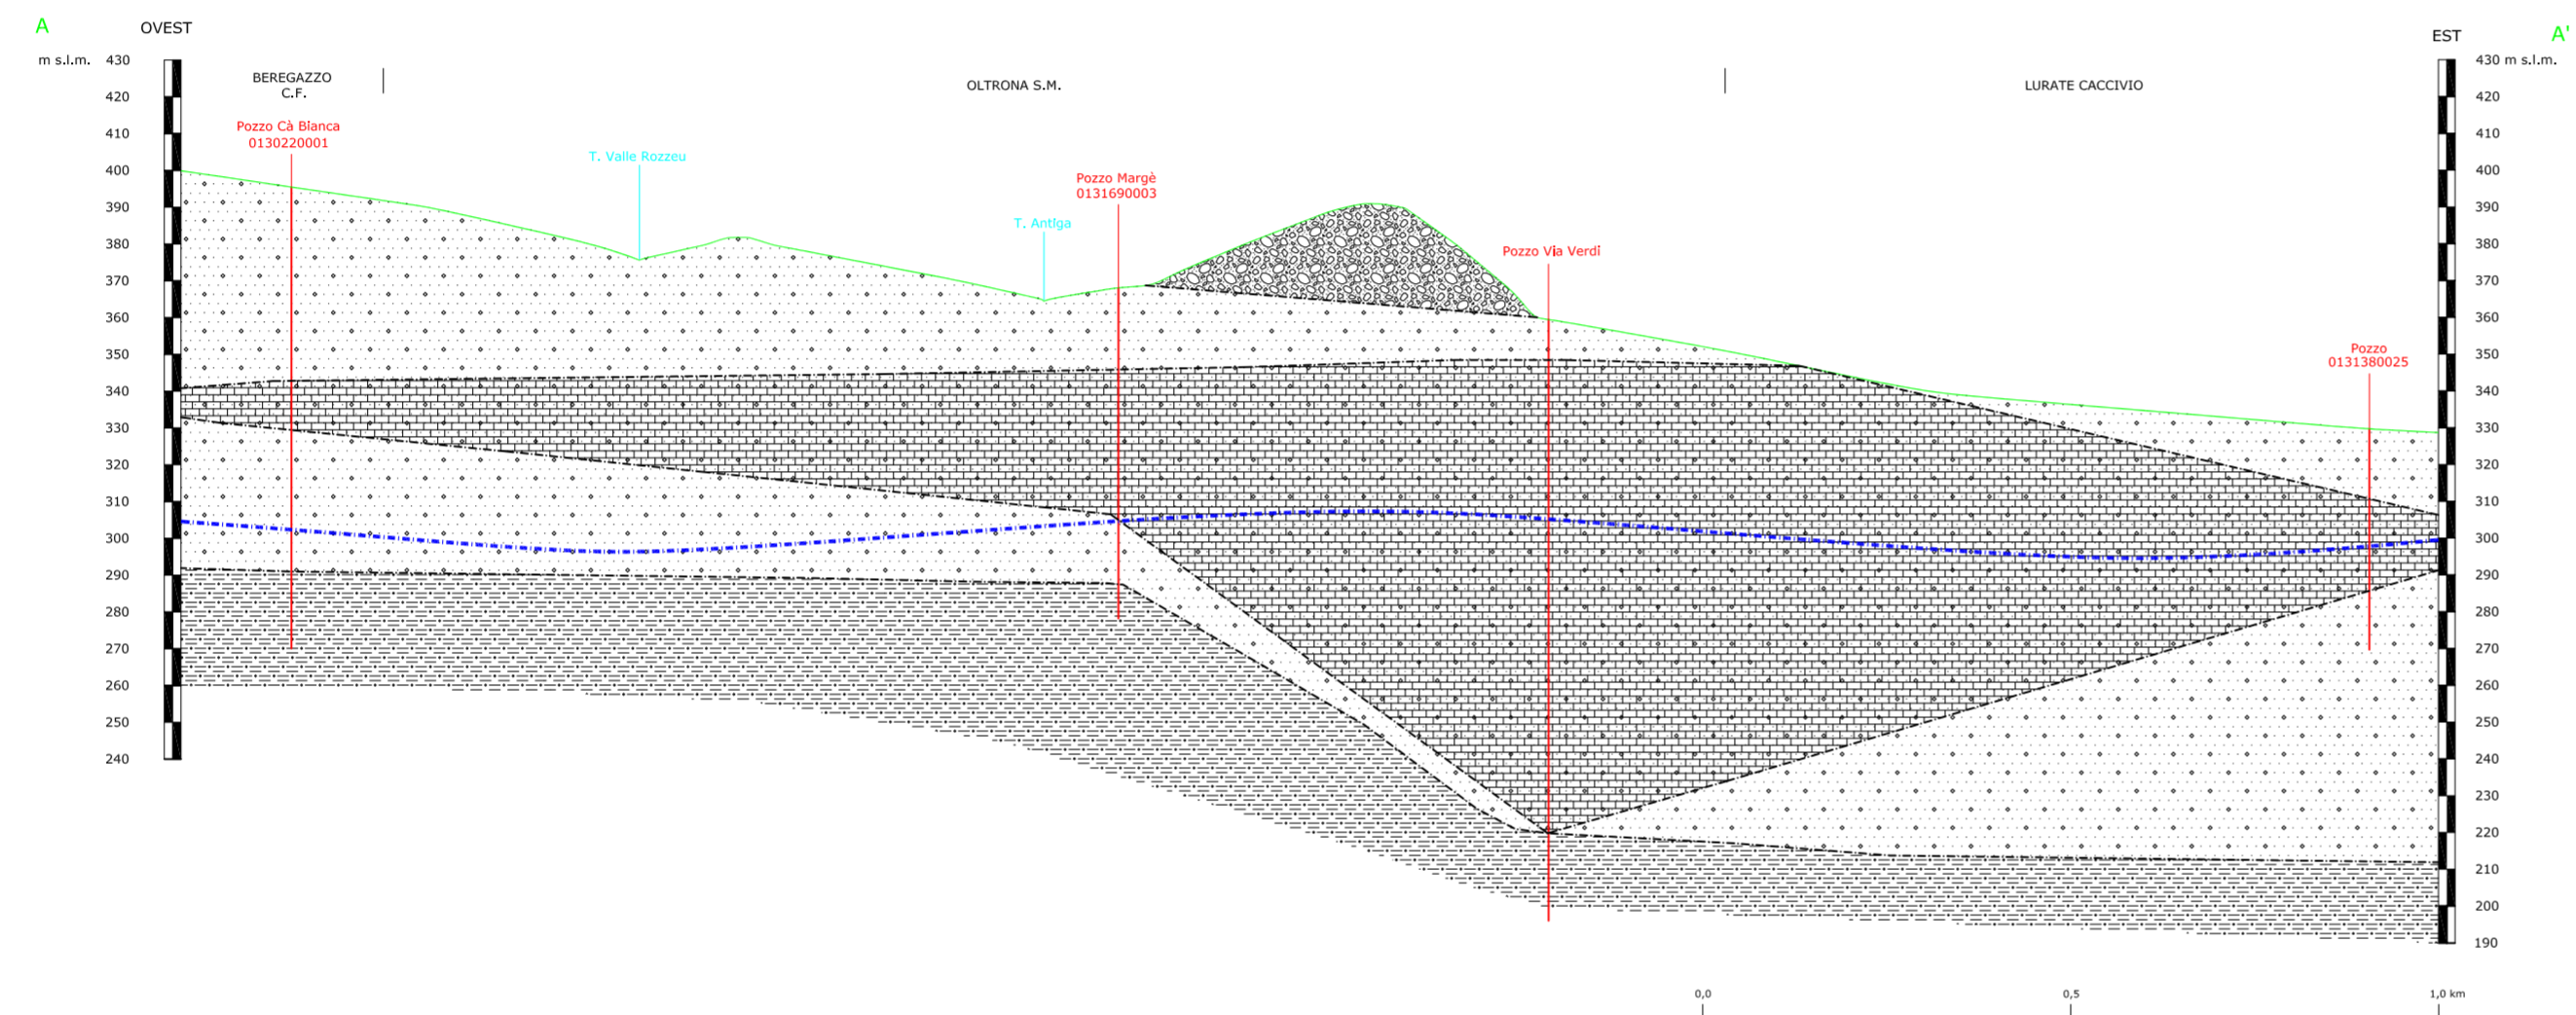 A
OVEST
EST
A'
m s.l.m.
430
430 m s.l.m.
BEREGAZZO
C.F.
OLTRONA S.M.
LURATE CACCIVIO
420
420
Pozzo Cà Bianca
0130220001
410
410
T. Valle Rozzeu
400
400
Pozzo Margè
0131690003
390
390
T. Antiga
380
380
Pozzo Via Verdi
370
370
360
360
350
350
Pozzo
0131380025
340
340
330
330
320
320
310
310
300
300
290
290
280
280
270
270
260
260
250
250
240
240
230
220
210
200
190
0,0
0,5
1,0 km